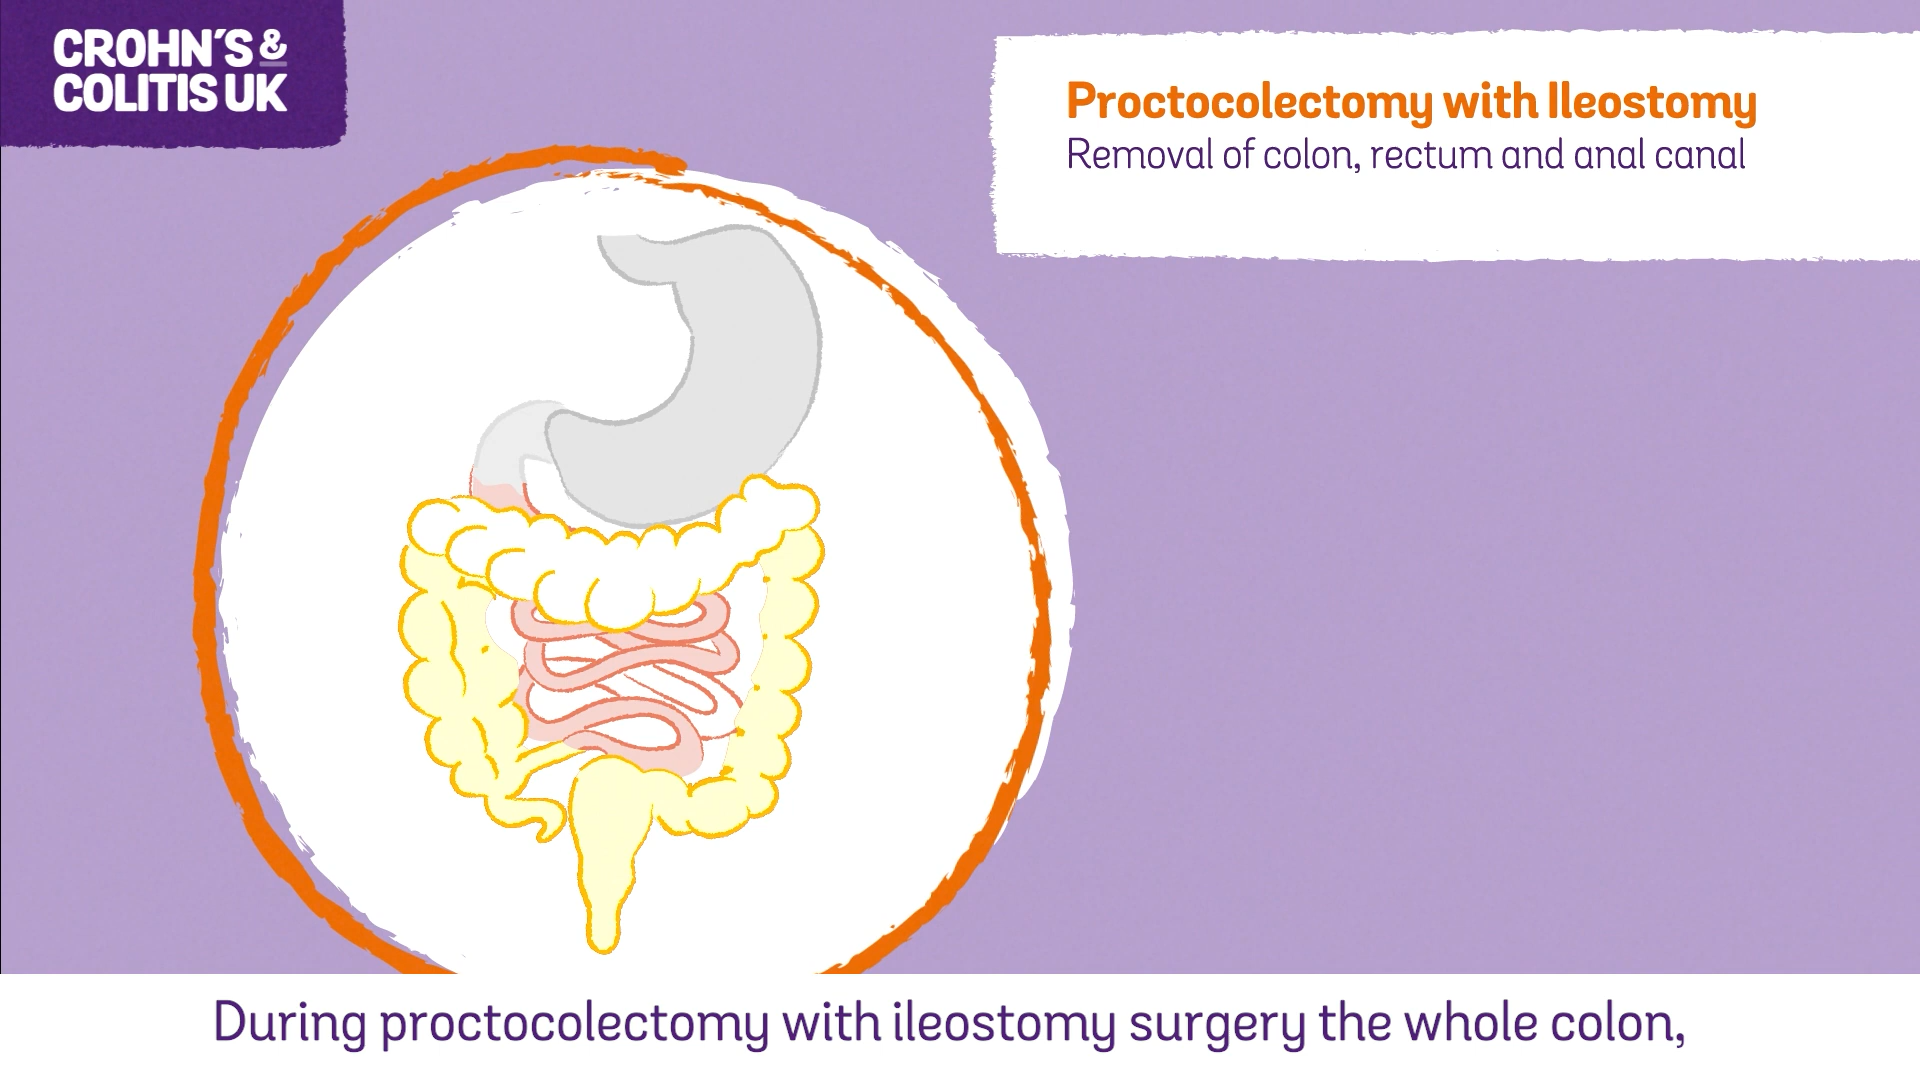 CROHN'S &
COLITIS UK
Proctocolectomy with Ileostomy
Removal of colon, rectum and anal canal
During proctocolectomy with ileostomy surgery the whole colon,